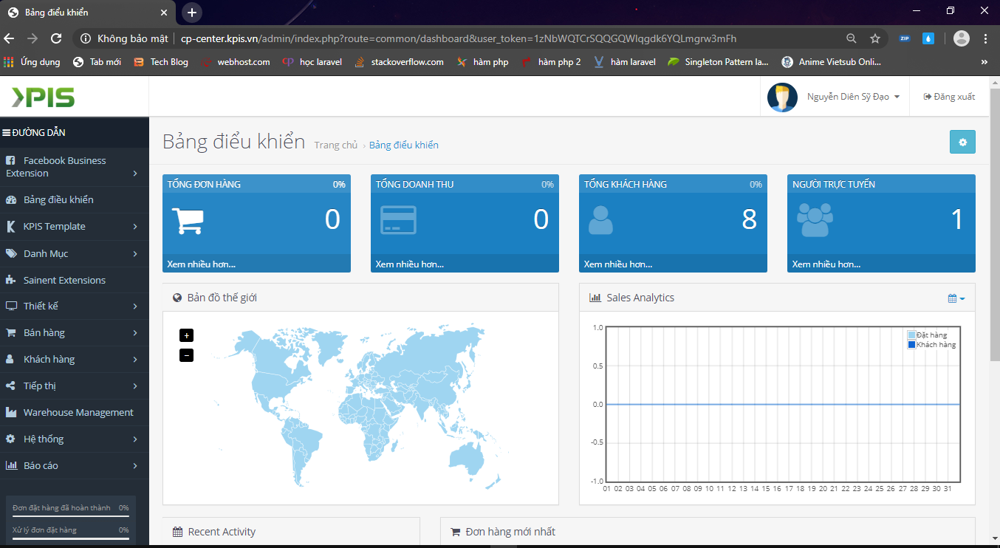 Bảng điều khiển
Không bảo mật | cp-center.kpis.vn/admin/index.php?route=common/dashboard&user_token=1zNbWQTCrSQQGQWlqgdk6YQLmgrw3mFh
ZIP
Ứng dụng Tab mới Tech Blog webhost.com học laravel stackoverflow.com hàm php hàm php 2 hàm laravel Singleton Pattern la... Anime Vietsub Onli... »
KPIS
Nguyễn Diên Sỹ Đạo Đăng xuất
ĐƯỜNG DẪN
Facebook Business
Extension
Bảng điều khiển
KPIS Template
Danh Mục
Sainent Extensions
Thiết kế
Bán hàng
Khách hàng
Tiếp thị
Warehouse Management
Hệ thống
Báo cáo
Đơn đặt hàng đã hoàn thành 0%
Xử lý đơn đặt hàng 0%
Bảng điều khiển Trang chủ › Bảng điều khiển
TỔNG ĐƠN HÀNG 0%
0
Xem nhiều hơn...
TỔNG DOANH THU 0%
0
Xem nhiều hơn...
TỔNG KHÁCH HÀNG 0%
8
Xem nhiều hơn...
NGƯỜI TRỰC TUYẾN
1
Xem nhiều hơn...
Bản đồ thế giới
+
−
Sales Analytics
Đặt hàng
Khách hàng
1.0
0.5
0.0
-0.5
-1.0
01 02 03 04 05 06 07 08 09 10 11 12 13 14 15 16 17 18 19 20 21 22 23 24 25 26 27 28 29 30 31
Recent Activity
Đơn hàng mới nhất